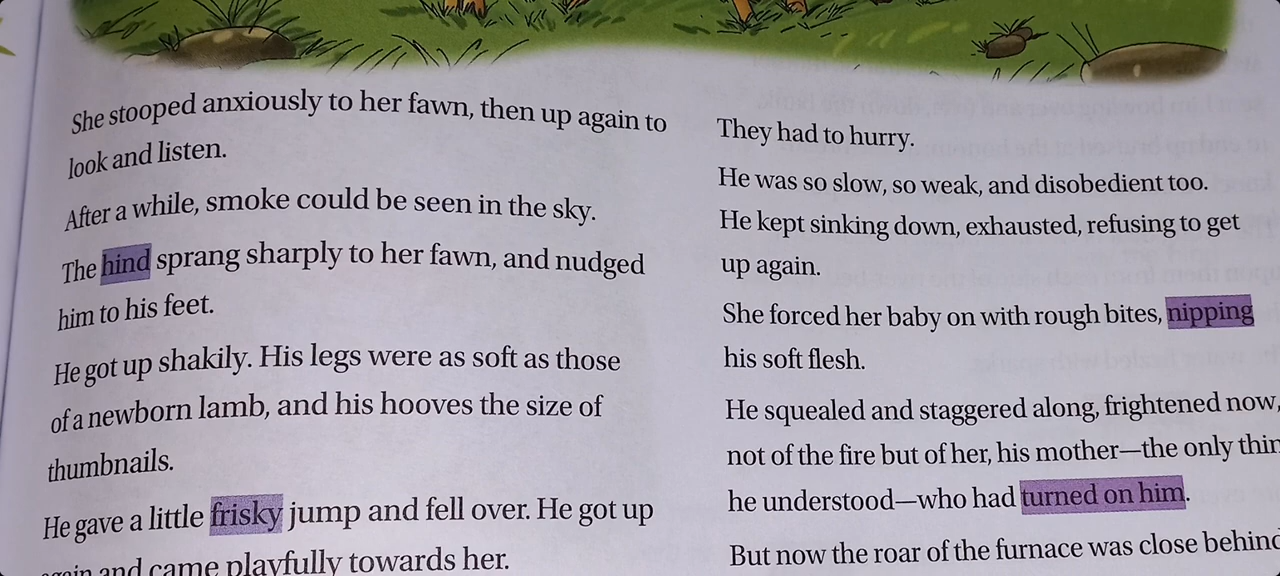 She stooped anxiously to her fawn, then up again to
look and listen.
After a while, smoke could be seen in the sky.
The hind sprang sharply to her fawn, and nudged
him to his feet.
He got up shakily. His legs were as soft as those
of a newborn lamb, and his hooves the size of
thumbnails.
He gave a little frisky jump and fell over. He got up
again and came playfully towards her.
They had to hurry.
He was so slow, so weak, and disobedient too.
He kept sinking down, exhausted, refusing to get
up again.
She forced her baby on with rough bites, nipping
his soft flesh.
He squealed and staggered along, frightened now,
not of the fire but of her, his mother—the only thin
he understood—who had turned on him.
But now the roar of the furnace was close behind